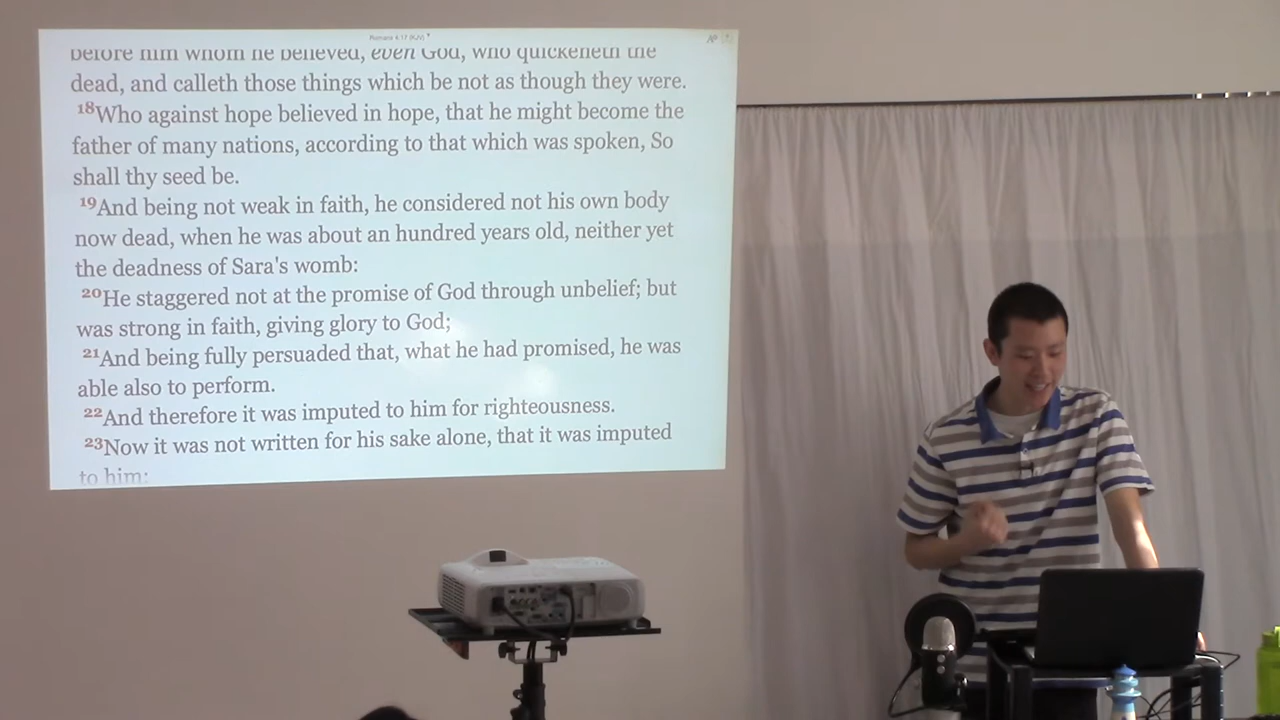 Romans 4:17 (KJV)
before him whom he believed, even God, who quickeneth the
dead, and calleth those things which be not as though they were.
18Who against hope believed in hope, that he might become the
father of many nations, according to that which was spoken, So
shall thy seed be.
19And being not weak in faith, he considered not his own body
now dead, when he was about an hundred years old, neither yet
the deadness of Sara's womb:
20He staggered not at the promise of God through unbelief; but
was strong in faith, giving glory to God;
21And being fully persuaded that, what he had promised, he was
able also to perform.
22And therefore it was imputed to him for righteousness.
23Now it was not written for his sake alone, that it was imputed
to him: